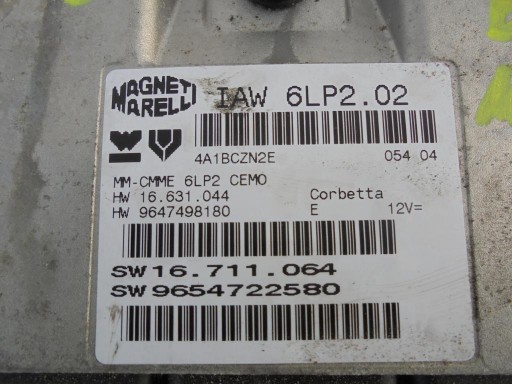 MAGNETI
MARELLI
IAW 6LP2.02
4A1BCZN2E 054 04
MM-CMME 6LP2 CEMO
HW 16.631.044 Corbetta
HW 9647498180 E 12V=
SW16.711.064
SW9654722580